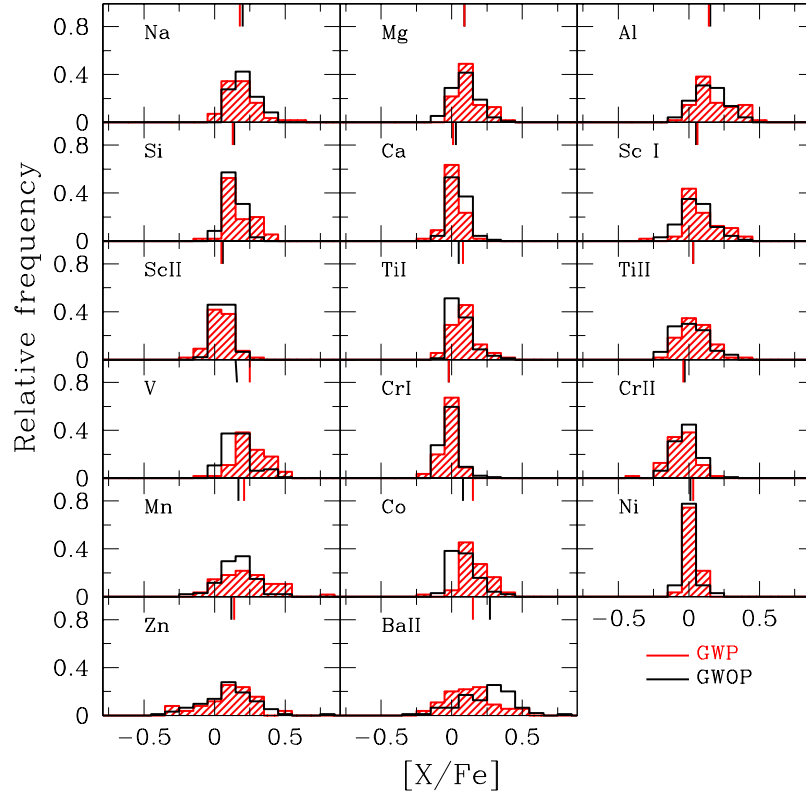 0.8 Na Mg Al
0.4
0
0.8 Si Ca Sc I
0.4
0
0.8 ScII TiI TiII
0.4
0
0.8 V CrI CrII
0.4
0
0.8 Mn Co Ni
0.4
0 −0.5 0 0.5
0.8 Zn BaII
GWP
0.4 GWOP
0
−0.5 0 0.5 −0.5 0 0.5
[X/Fe]
Relative frequency